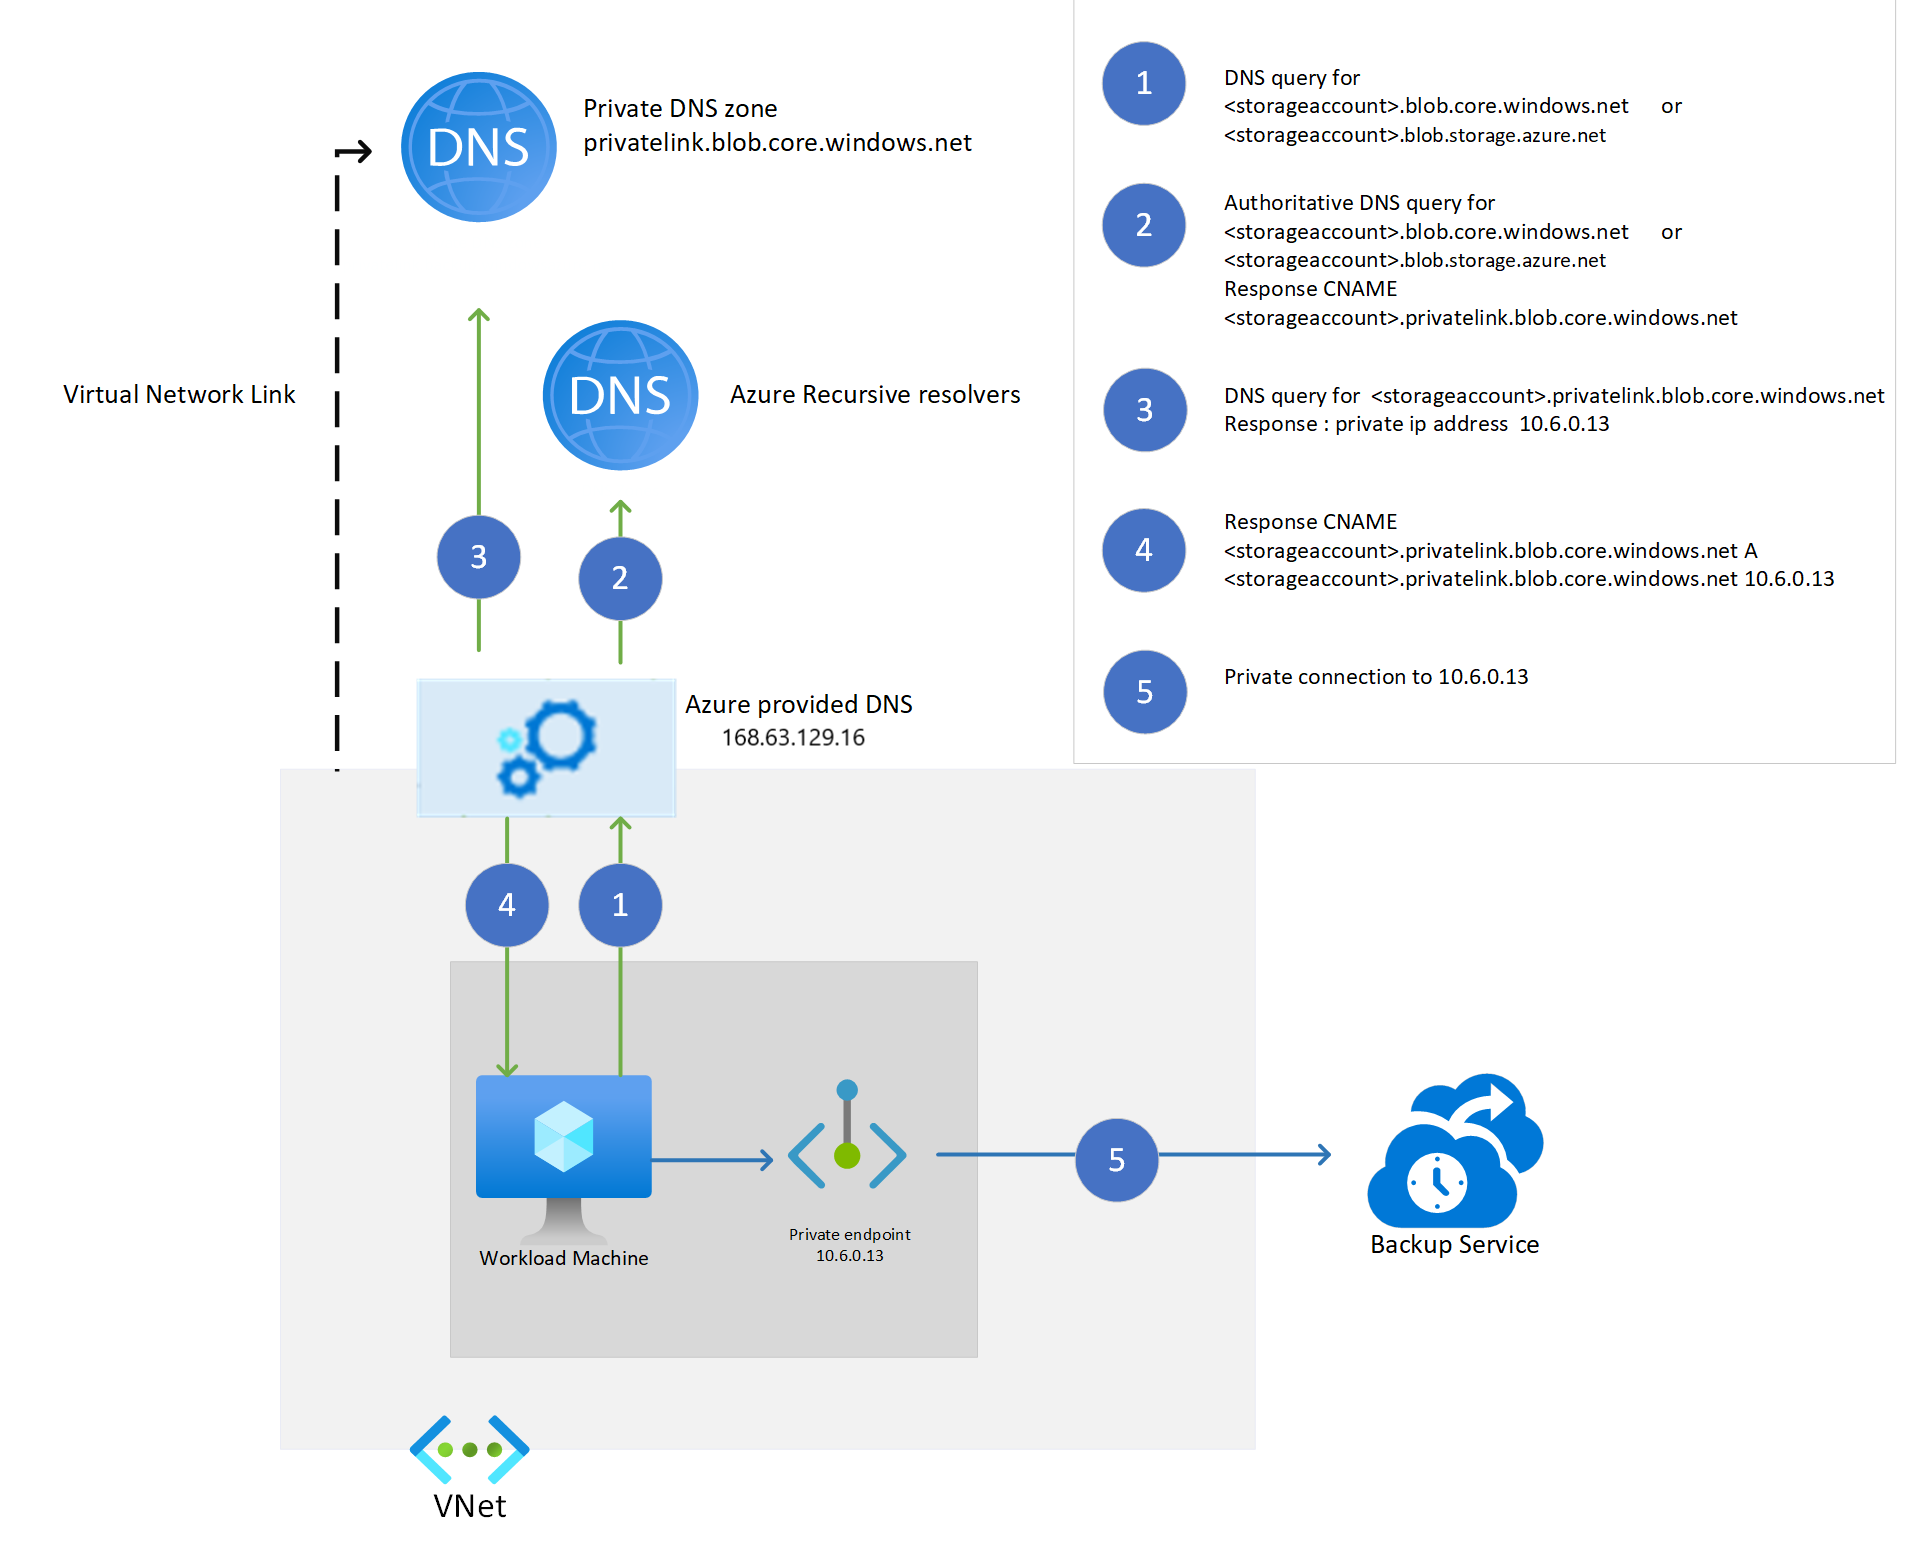 DNS
Private DNS zone
privatelink.blob.core.windows.net
Virtual Network Link
DNS
Azure Recursive resolvers
3
2
Azure provided DNS
168.63.129.16
4
1
Workload Machine
Private endpoint
10.6.0.13
5
Backup Service
VNet
1
DNS query for
<storageaccount>.blob.core.windows.net or
<storageaccount>.blob.storage.azure.net
2
Authoritative DNS query for
<storageaccount>.blob.core.windows.net or
<storageaccount>.blob.storage.azure.net
Response CNAME
<storageaccount>.privatelink.blob.core.windows.net
3
DNS query for <storageaccount>.privatelink.blob.core.windows.net
Response : private ip address 10.6.0.13
4
Response CNAME
<storageaccount>.privatelink.blob.core.windows.net A
<storageaccount>.privatelink.blob.core.windows.net 10.6.0.13
5
Private connection to 10.6.0.13